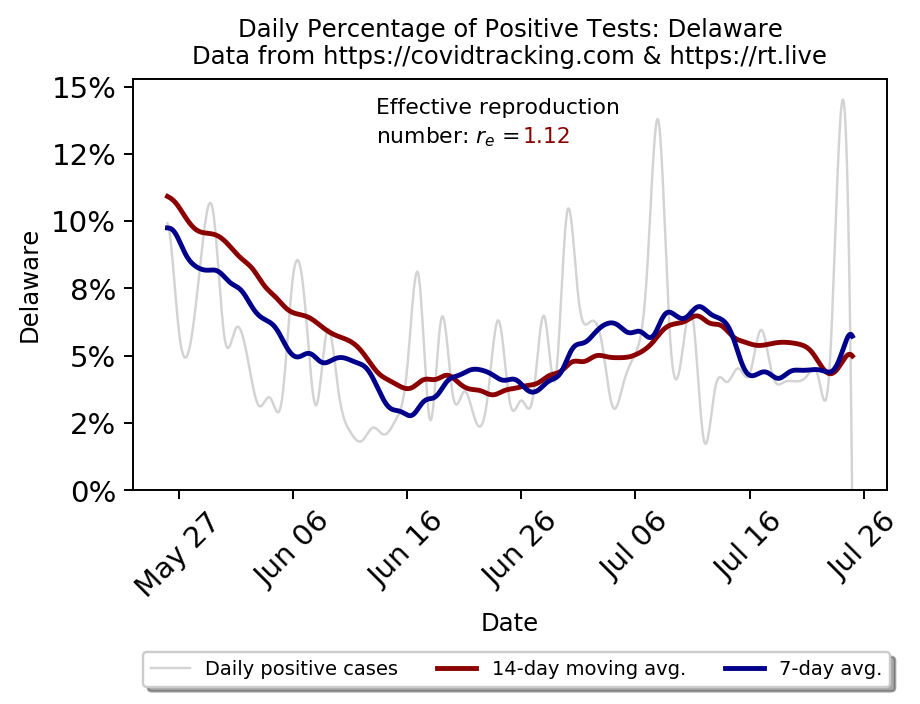 Daily Percentage of Positive Tests: Delaware
Data from https://covidtracking.com & https://rt.live
Effective reproduction
number: rₑ =1.12
15%
12%
10%
8%
5%
2%
0%
Delaware
May 27
Jun 06
Jun 16
Jun 26
Jul 06
Jul 16
Jul 26
Date
Daily positive cases
14-day moving avg.
7-day avg.